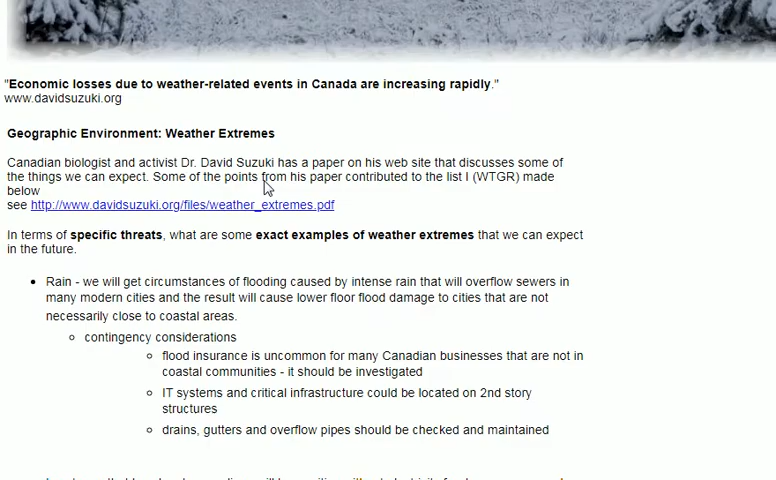 "Economic losses due to weather-related events in Canada are increasing rapidly."
www.davidsuzuki.org
Geographic Environment: Weather Extremes
Canadian biologist and activist Dr. David Suzuki has a paper on his web site that discusses some of
the things we can expect. Some of the points from his paper contributed to the list I (WTGR) made
below
see http://www.davidsuzuki.org/files/weather_extremes.pdf
In terms of specific threats, what are some exact examples of weather extremes that we can expect
in the future.
• Rain - we will get circumstances of flooding caused by intense rain that will overflow sewers in
many modern cities and the result will cause lower floor flood damage to cities that are not
necessarily close to coastal areas.
○ contingency considerations
○ flood insurance is uncommon for many Canadian businesses that are not in
coastal communities - it should be investigated
○ IT systems and critical infrastructure could be located on 2nd story
structures
○ drains, gutters and overflow pipes should be checked and maintained